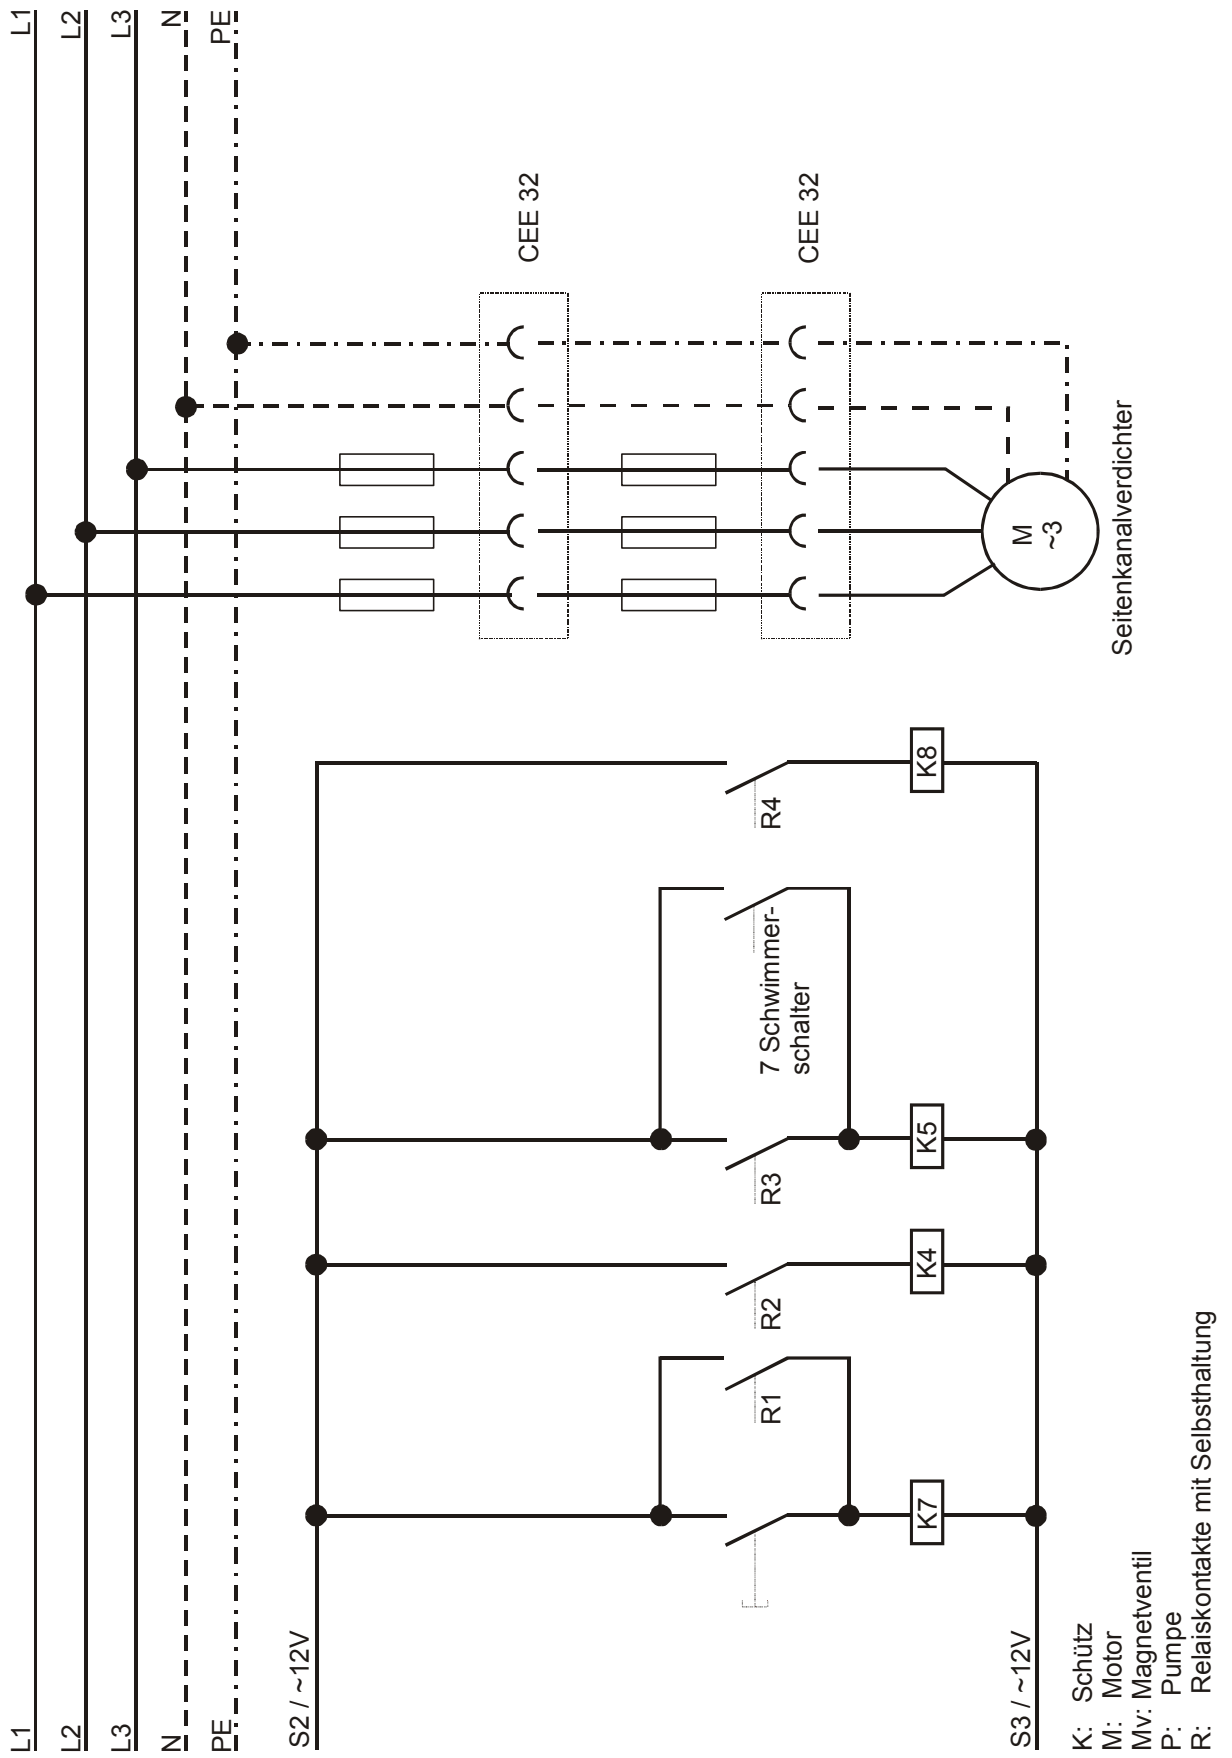 L1
L2
L3
N
PE
L1
L2
L3
N
PE
S2 / ~12V
S3 / ~12V
R1
R2
R3
7 Schwimmer-
schalter
R4
K7
K4
K5
K8
CEE 32
CEE 32
M
~3
Seitenkanalverdichter
K: Schütz
M: Motor
Mv: Magnetventil
P: Pumpe
R: Relaiskontakte mit Selbsthaltung